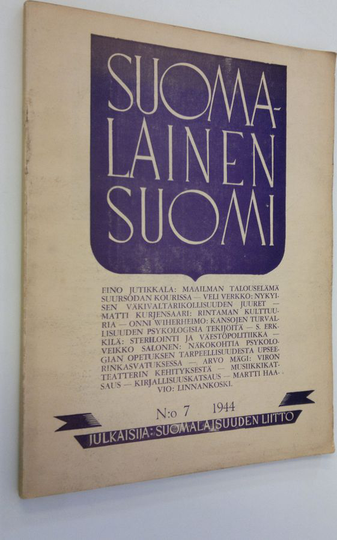 SUOMA-
LAINEN
SUOMI
EINO JUTIKKALA: MAAILMAN TALOUSELÄMÄ
SUURSODAN KOURISSA — VELI VERKKO: NYKYI-
SEN VÄKIVALTARIKOLLISUUDEN JUURET —
MATTI KURJENSAARI: RINTAMAN KULTTUU-
RIA — ONNI WIHERHEIMO: KANSOJEN TURVAL-
LISUUDEN PSYKOLOGISIA TEKIJÖITÄ — S. ERK-
KILÄ: STERILOINTI JA VÄESTÖPOLITIIKKA —
VEIKKO SALONEN: NÄKÖKOHTIA PSYKOLO-
GIAN OPETUKSEN TARPEELLISUUDESTA UPSEE-
RINKASVATUKSESSA — ARVO MÄGI: VIRON
TEATTERIN KEHITYKSESTÄ — MUSIIKKIKAT-
SAUS — KIRJALLISUUSKATSAUS — MARTTI HAA-
VIO: LINNANKOSKI.
N:o 7 1944
JULKAISIJA: SUOMALAISUUDEN LIITTO